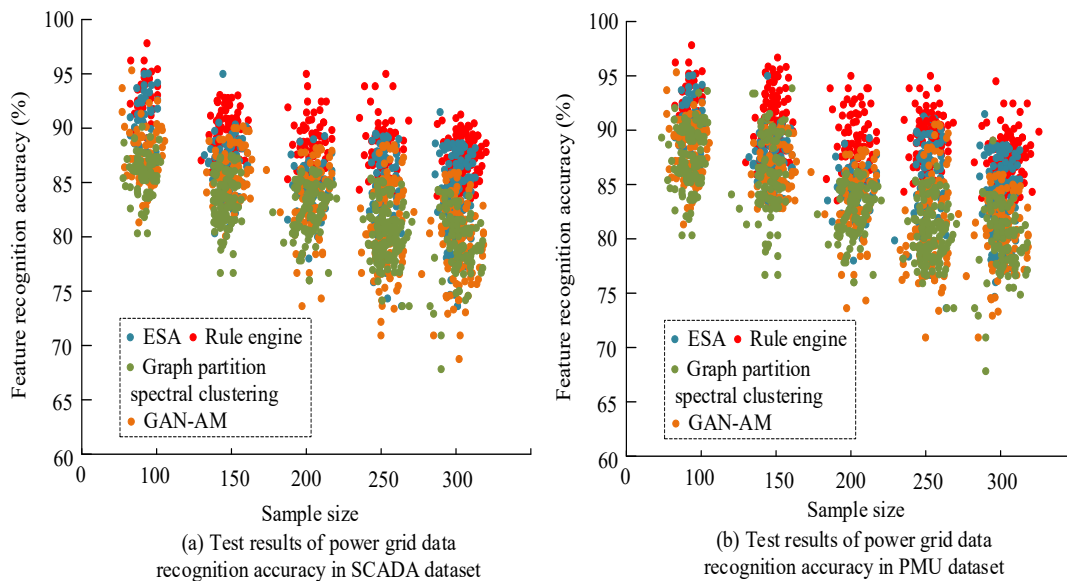 Feature recognition accuracy (%)
100
95
90
85
80
75
70
65
60
ESA Rule engine
Graph partition
spectral clustering
GAN-AM
0 100 150 200 250 300
Sample size
(a) Test results of power grid data
recognition accuracy in SCADA dataset
Feature recognition accuracy (%)
100
95
90
85
80
75
70
65
60
ESA Rule engine
Graph partition
spectral clustering
GAN-AM
0 100 150 200 250 300
Sample size
(b) Test results of power grid data
recognition accuracy in PMU dataset